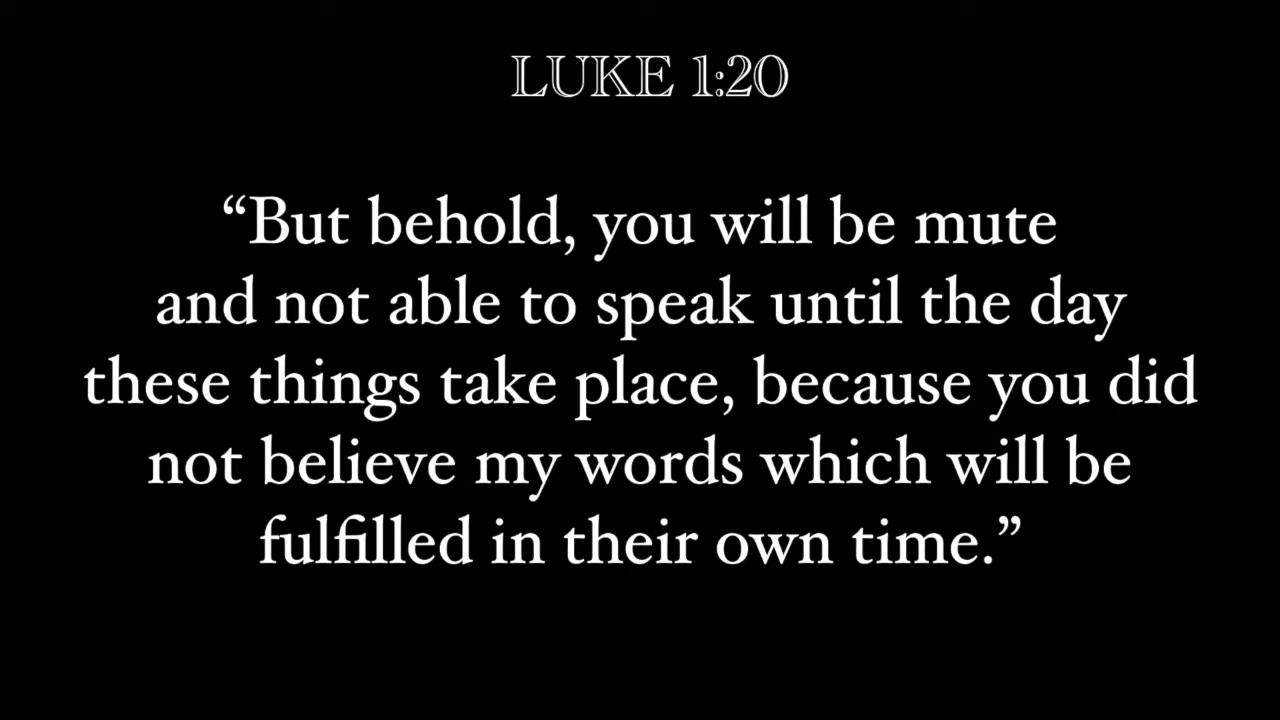 LUKE 1:20
“But behold, you will be mute
and not able to speak until the day
these things take place, because you did
not believe my words which will be
fulfilled in their own time.”